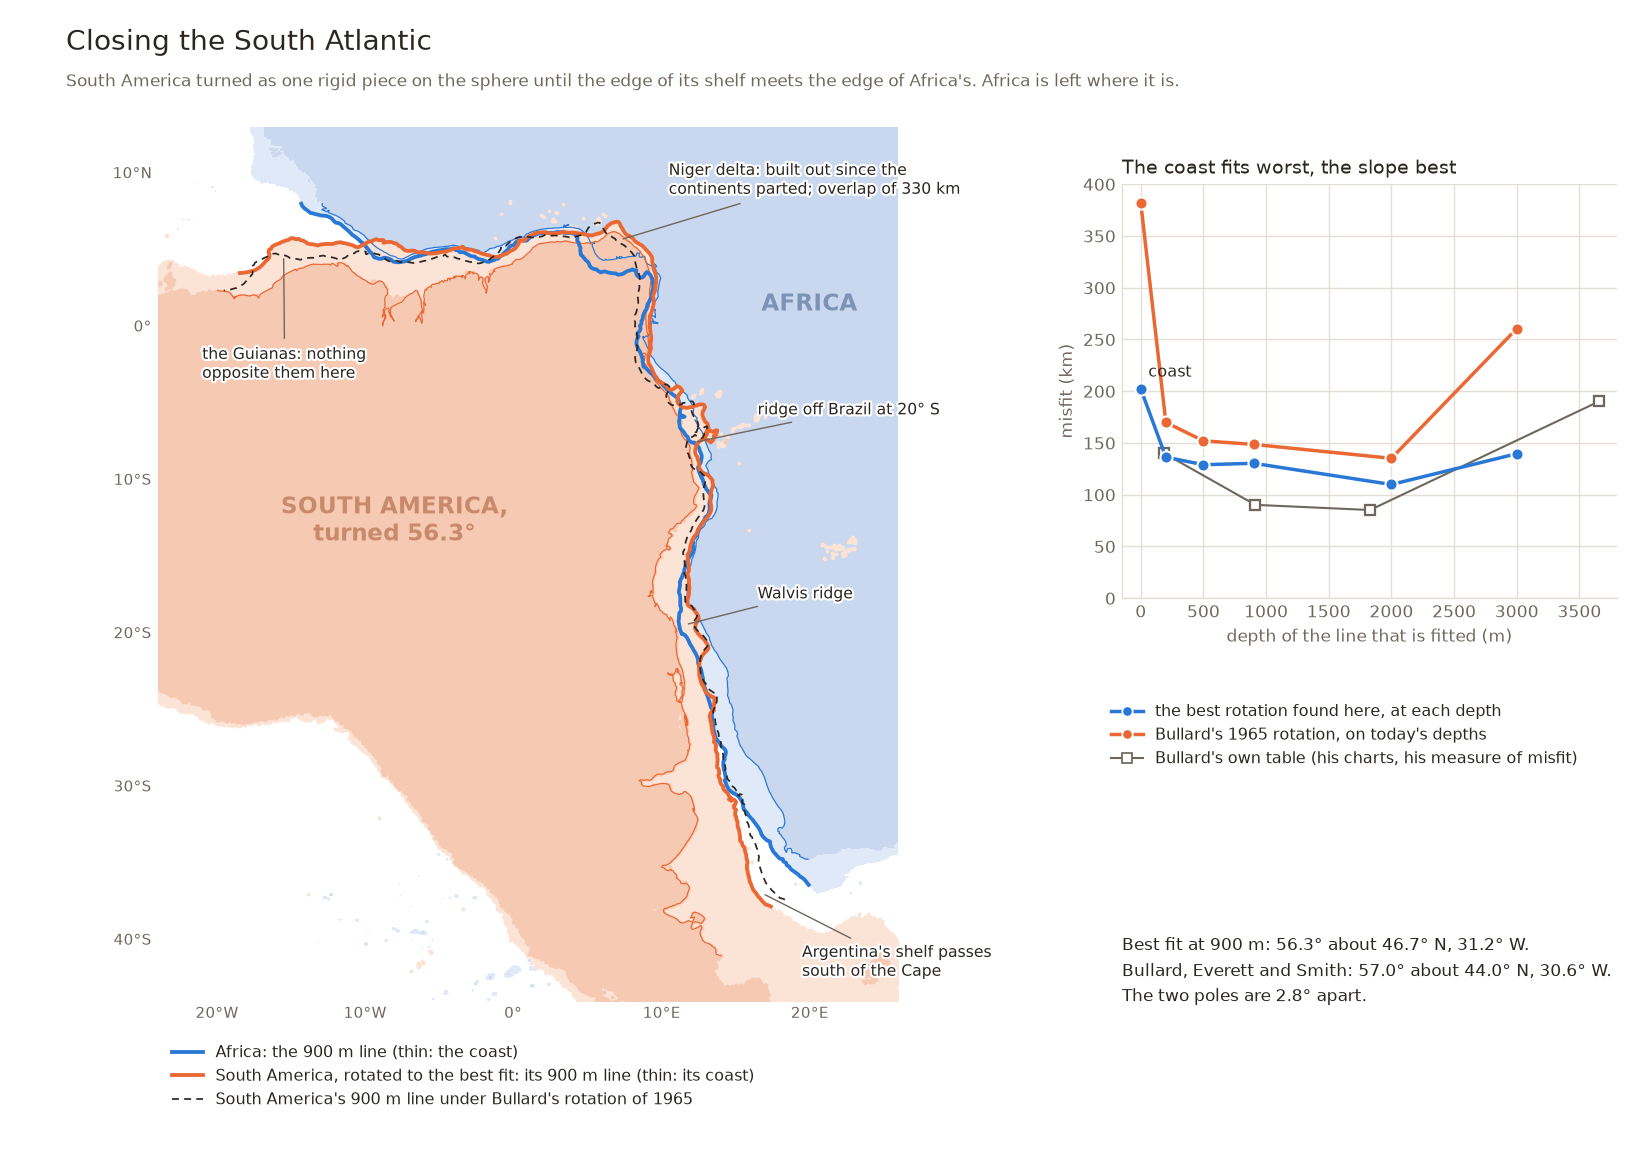 Closing the South Atlantic
South America turned as one rigid piece on the sphere until the edge of its shelf meets the edge of Africa's. Africa is left where it is.
10°N
0°
10°S
20°S
30°S
40°S
20°W
10°W
0°
10°E
20°E
Niger delta: built out since the
continents parted; overlap of 330 km
AFRICA
the Guianas: nothing
opposite them here
ridge off Brazil at 20° S
SOUTH AMERICA,
turned 56.3°
Walvis ridge
Argentina's shelf passes
south of the Cape
Africa: the 900 m line (thin: the coast)
South America, rotated to the best fit: its 900 m line (thin: its coast)
South America's 900 m line under Bullard's rotation of 1965
The coast fits worst, the slope best
400
350
300
250
200
150
100
50
0
misfit (km)
coast
0
500
1000
1500
2000
2500
3000
3500
depth of the line that is fitted (m)
the best rotation found here, at each depth
Bullard's 1965 rotation, on today's depths
Bullard's own table (his charts, his measure of misfit)
Best fit at 900 m: 56.3° about 46.7° N, 31.2° W.
Bullard, Everett and Smith: 57.0° about 44.0° N, 30.6° W.
The two poles are 2.8° apart.